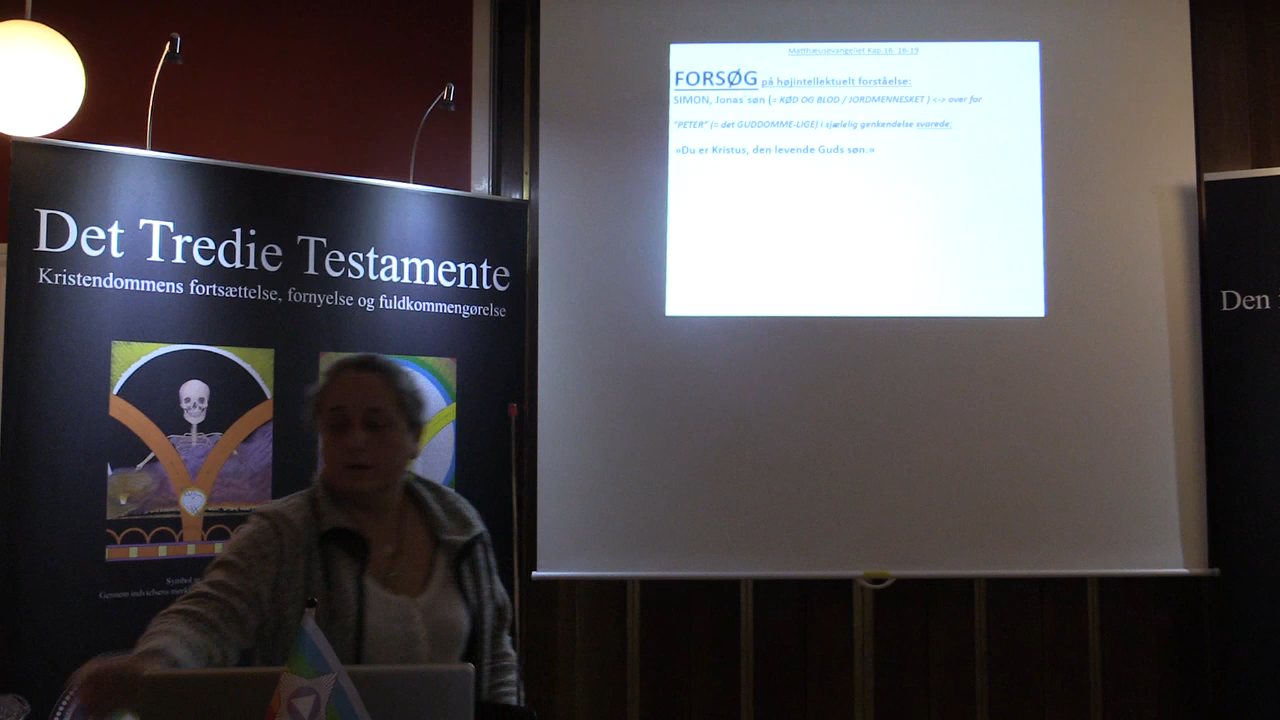 Det Tredie Testamente
Kristendommens fortsættelse, fornyelse og fuldkommengørelse
Symbol
Matthæusevangeliet Kap.16. 16-19
FORSØG på højintellektuelt forståelse:
SIMON, Jonas´søn (= KØD OG BLOD / JORDMENNESKET ) <-> over for
"PETER" (= det GUDDOMME-LIGE) i sjælelig genkendelse svarede:
»Du er Kristus, den levende Guds søn.«
Den